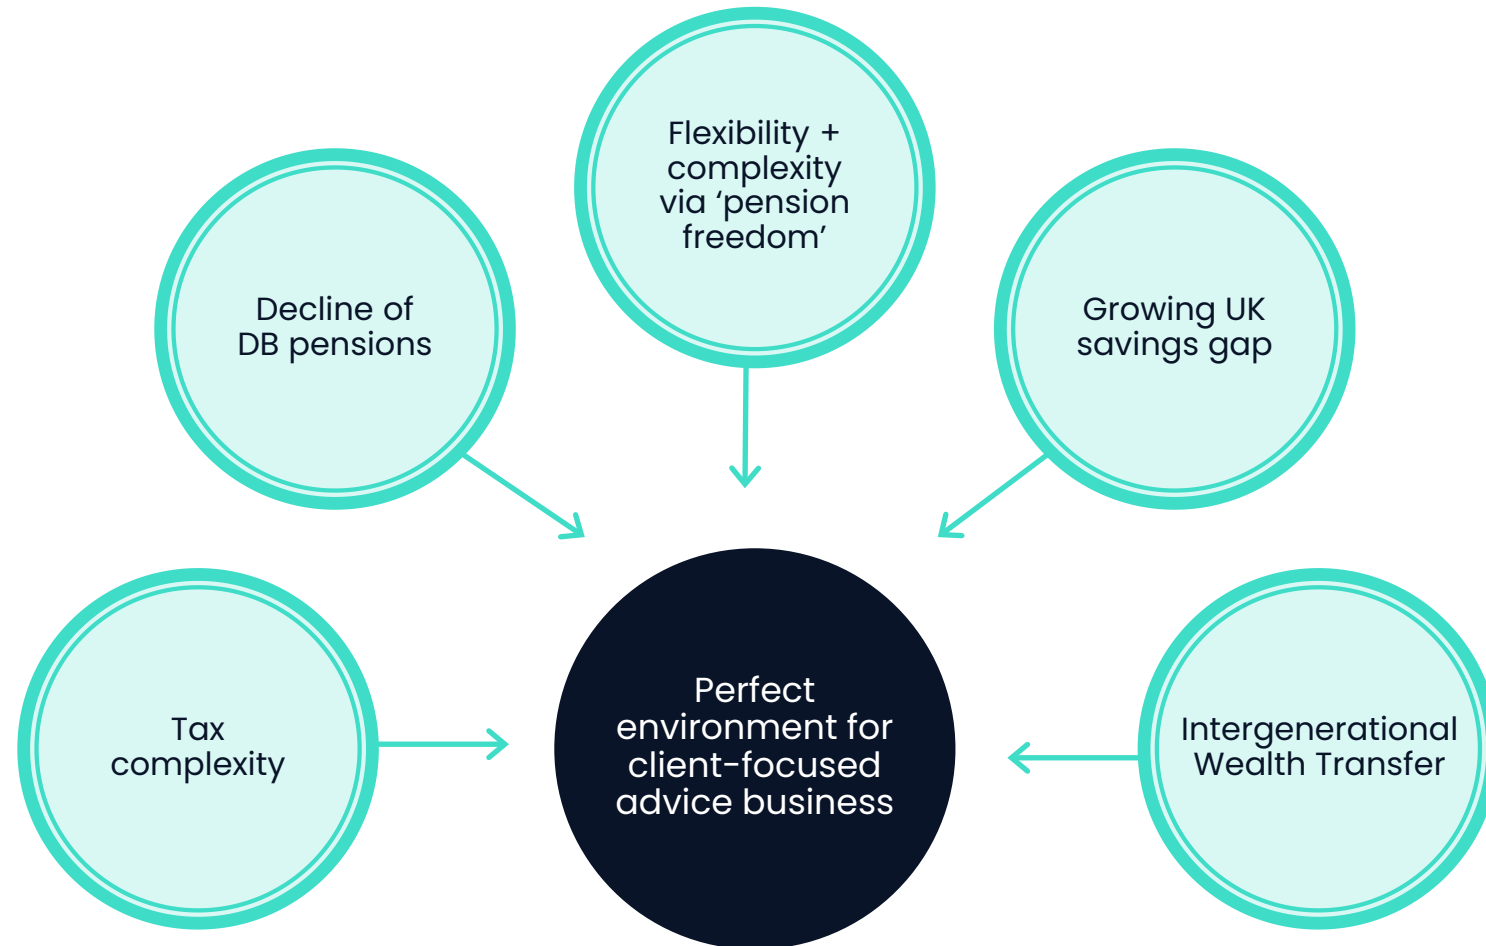 Flexibility +
complexity
via ‘pension
freedom’
Decline of
DB pensions
Growing UK
savings gap
Tax
complexity
Perfect
environment for
client-focused
advice business
Intergenerational
Wealth Transfer